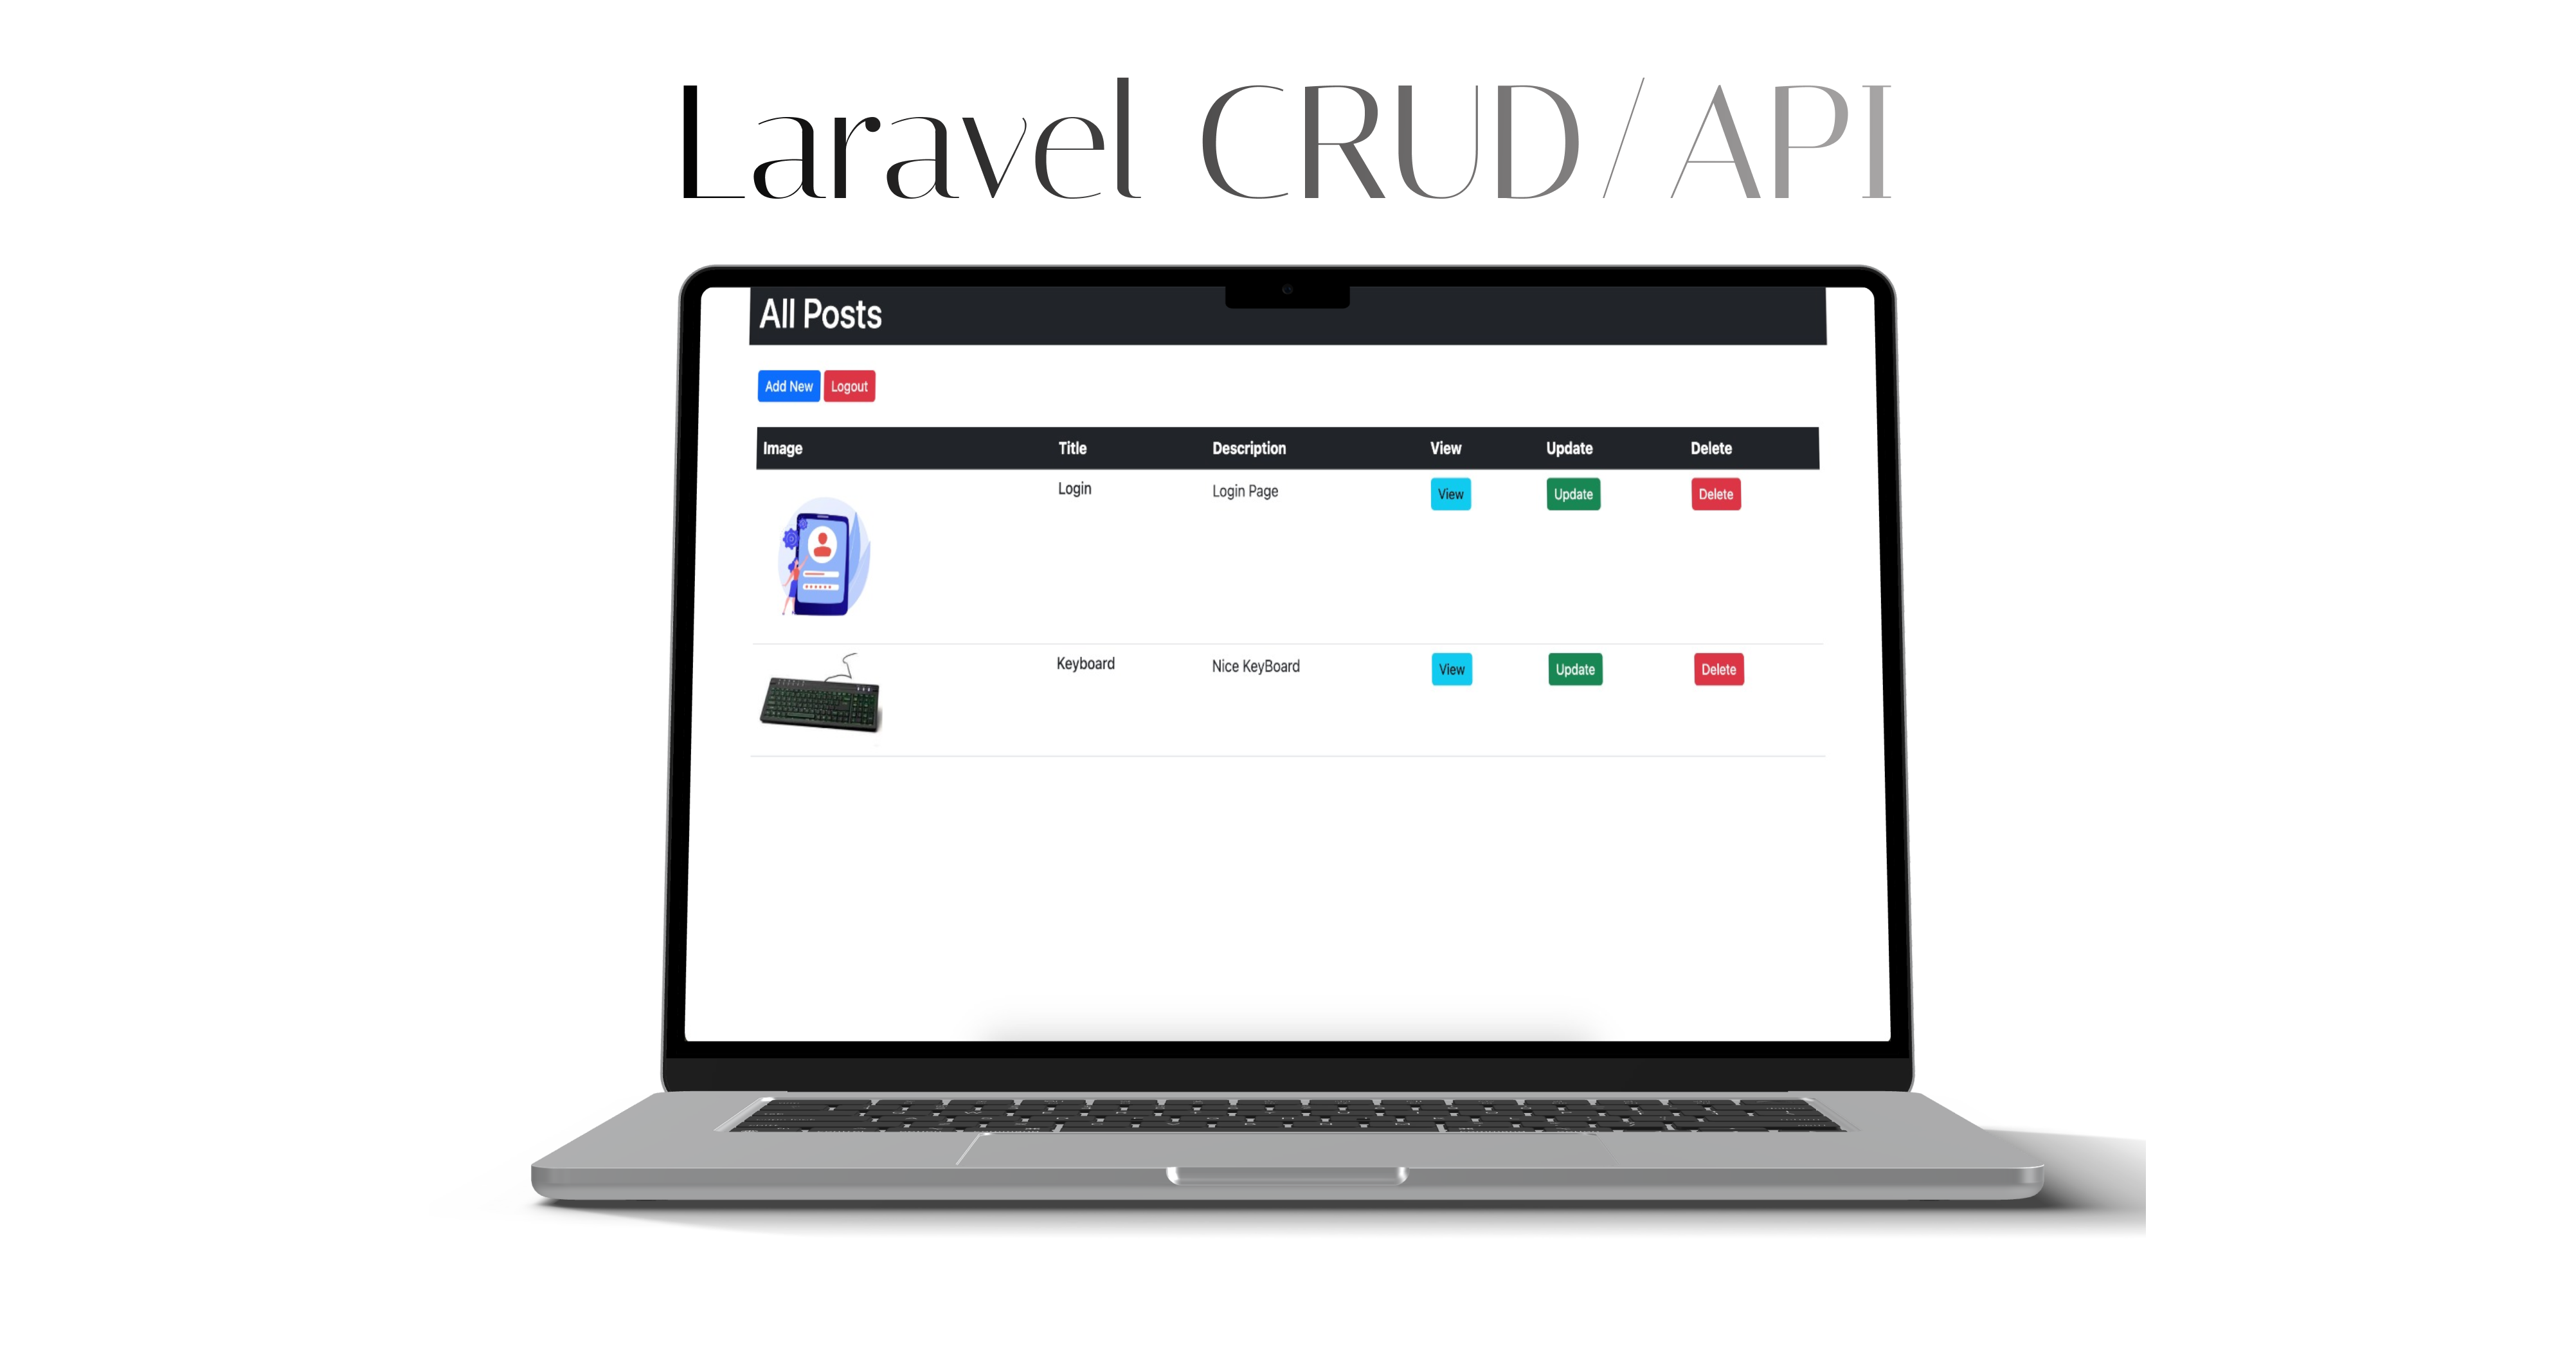 Laravel CRUD/API
All Posts
Add New Logout
Image Title Description View Update Delete
Login Login Page View Update Delete
Keyboard Nice KeyBoard View Update Delete